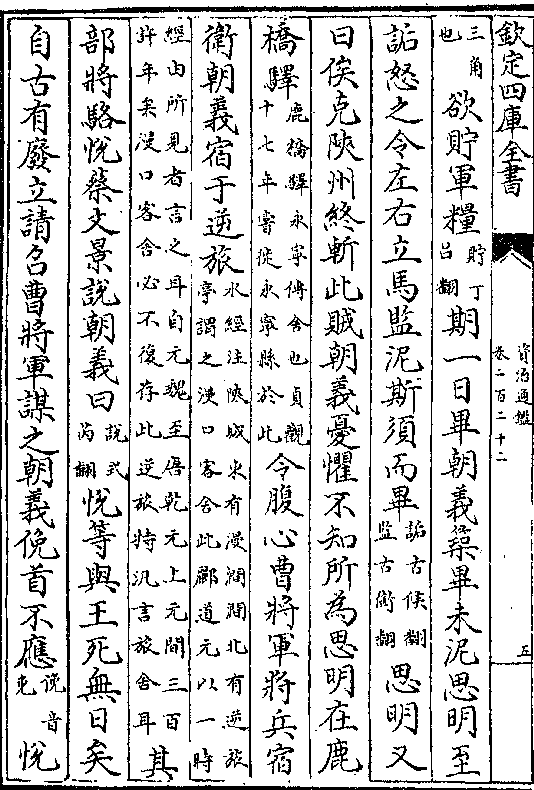 欽定四庫全書
資治通鑑
卷二百二十二
五
三角
也
欲貯軍糧
貯丁
吕翻
期一日畢朝義築畢未泥思明至
詬怒之令左右立馬監泥斯須而畢
詬古𠋫翻
監古銜翻
思明又
曰俟克陜州終斬此賊朝義憂懼不知所為思明在鹿
橋驛
鹿橋驛永寧傳舍也貞觀
十七年寄徙永寧縣於此
令腹心曹將軍將兵宿
衛朝義宿于逆旅
水經注陜城東有漫澗澗北有逆旅
亭謂之漫口客舍此酈道元以一時
經由所見者言之耳自元魏至唐乾元上元間三百
許年矣漫口客舍必不復存此逆旅特汎言旅舍耳
其
部將駱悅蔡文景說朝義曰
說式
芮翻
悅等與王死無日矣
自古有廢立請召曹將軍謀之朝義俛首不應
俛音
免
悅